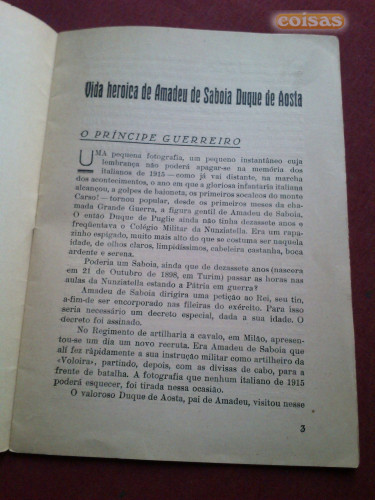 coisas
Vida heroica de Amadeu de Saboia Duque de Aosta
O PRÍNCIPE GUERREIRO
UMA pequena fotografia, um pequeno instantâneo cuja
lembrança não poderá apagar-se na memória dos
italianos de 1915 — como já vai distante, na marcha
dos acontecimentos, o ano em que a gloriosa infantaria italiana
alcançou, a golpes de baioneta, os primeiros socalcos do monte
Carso! — tornou popular, desde os primeiros meses da cha-
mada Grande Guerra, a figura gentil de Amadeu de Saboia.
O então Duque de Puglie ainda não tinha dezassete anos e
freqüentava o Colégio Militar da Nunziatella. Era um rapa-
zinho espigado, muito mais alto do que se costuma ser naquela
idade, de olhos claros, limpidíssimos, cabeleira castanha, boca
ardente e serena.
Poderia um Saboia, ainda que de dezassete anos (nascera
em 21 de Outubro de 1898, em Turim) passar as horas nas
aulas da Nunziatella estando a Pátria em guerra?
Amadeu de Saboia dirigira uma petição ao Rei, seu tio,
a-fim-de ser encorporado nas fileiras do exército. Para isso
seria necessário um decreto especial, dada a sua idade. O
decreto foi assinado.
No Regimento de artilharia a cavalo, em Milão, apresen-
tou-se um dia um novo recruta. Era Amadeu de Saboia que
alí fez ràpidamente a sua instrução militar como artilheiro da
«Voloira», partindo, depois, com as divisas de cabo, para a
frente de batalha. A fotografia que nenhum italiano de 1915
poderá esquecer, foi tirada nessa ocasião.
O valoroso Duque de Aosta, pai de Amadeu, visitou nesse
3